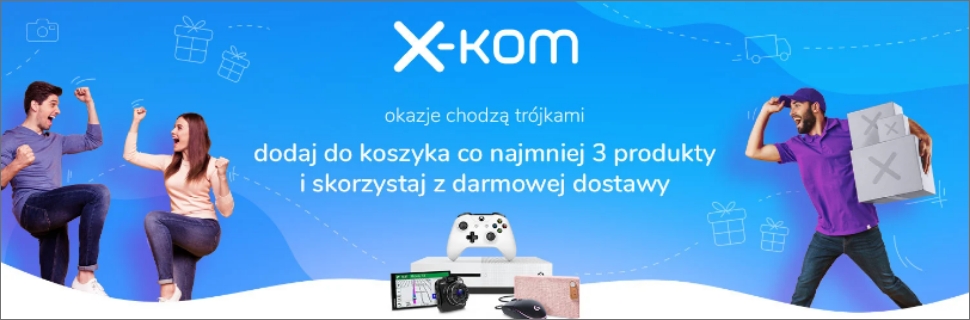 x-kom
okazje chodzą trójkami
dodaj do koszyka co najmniej 3 produkty
i skorzystaj z darmowej dostawy